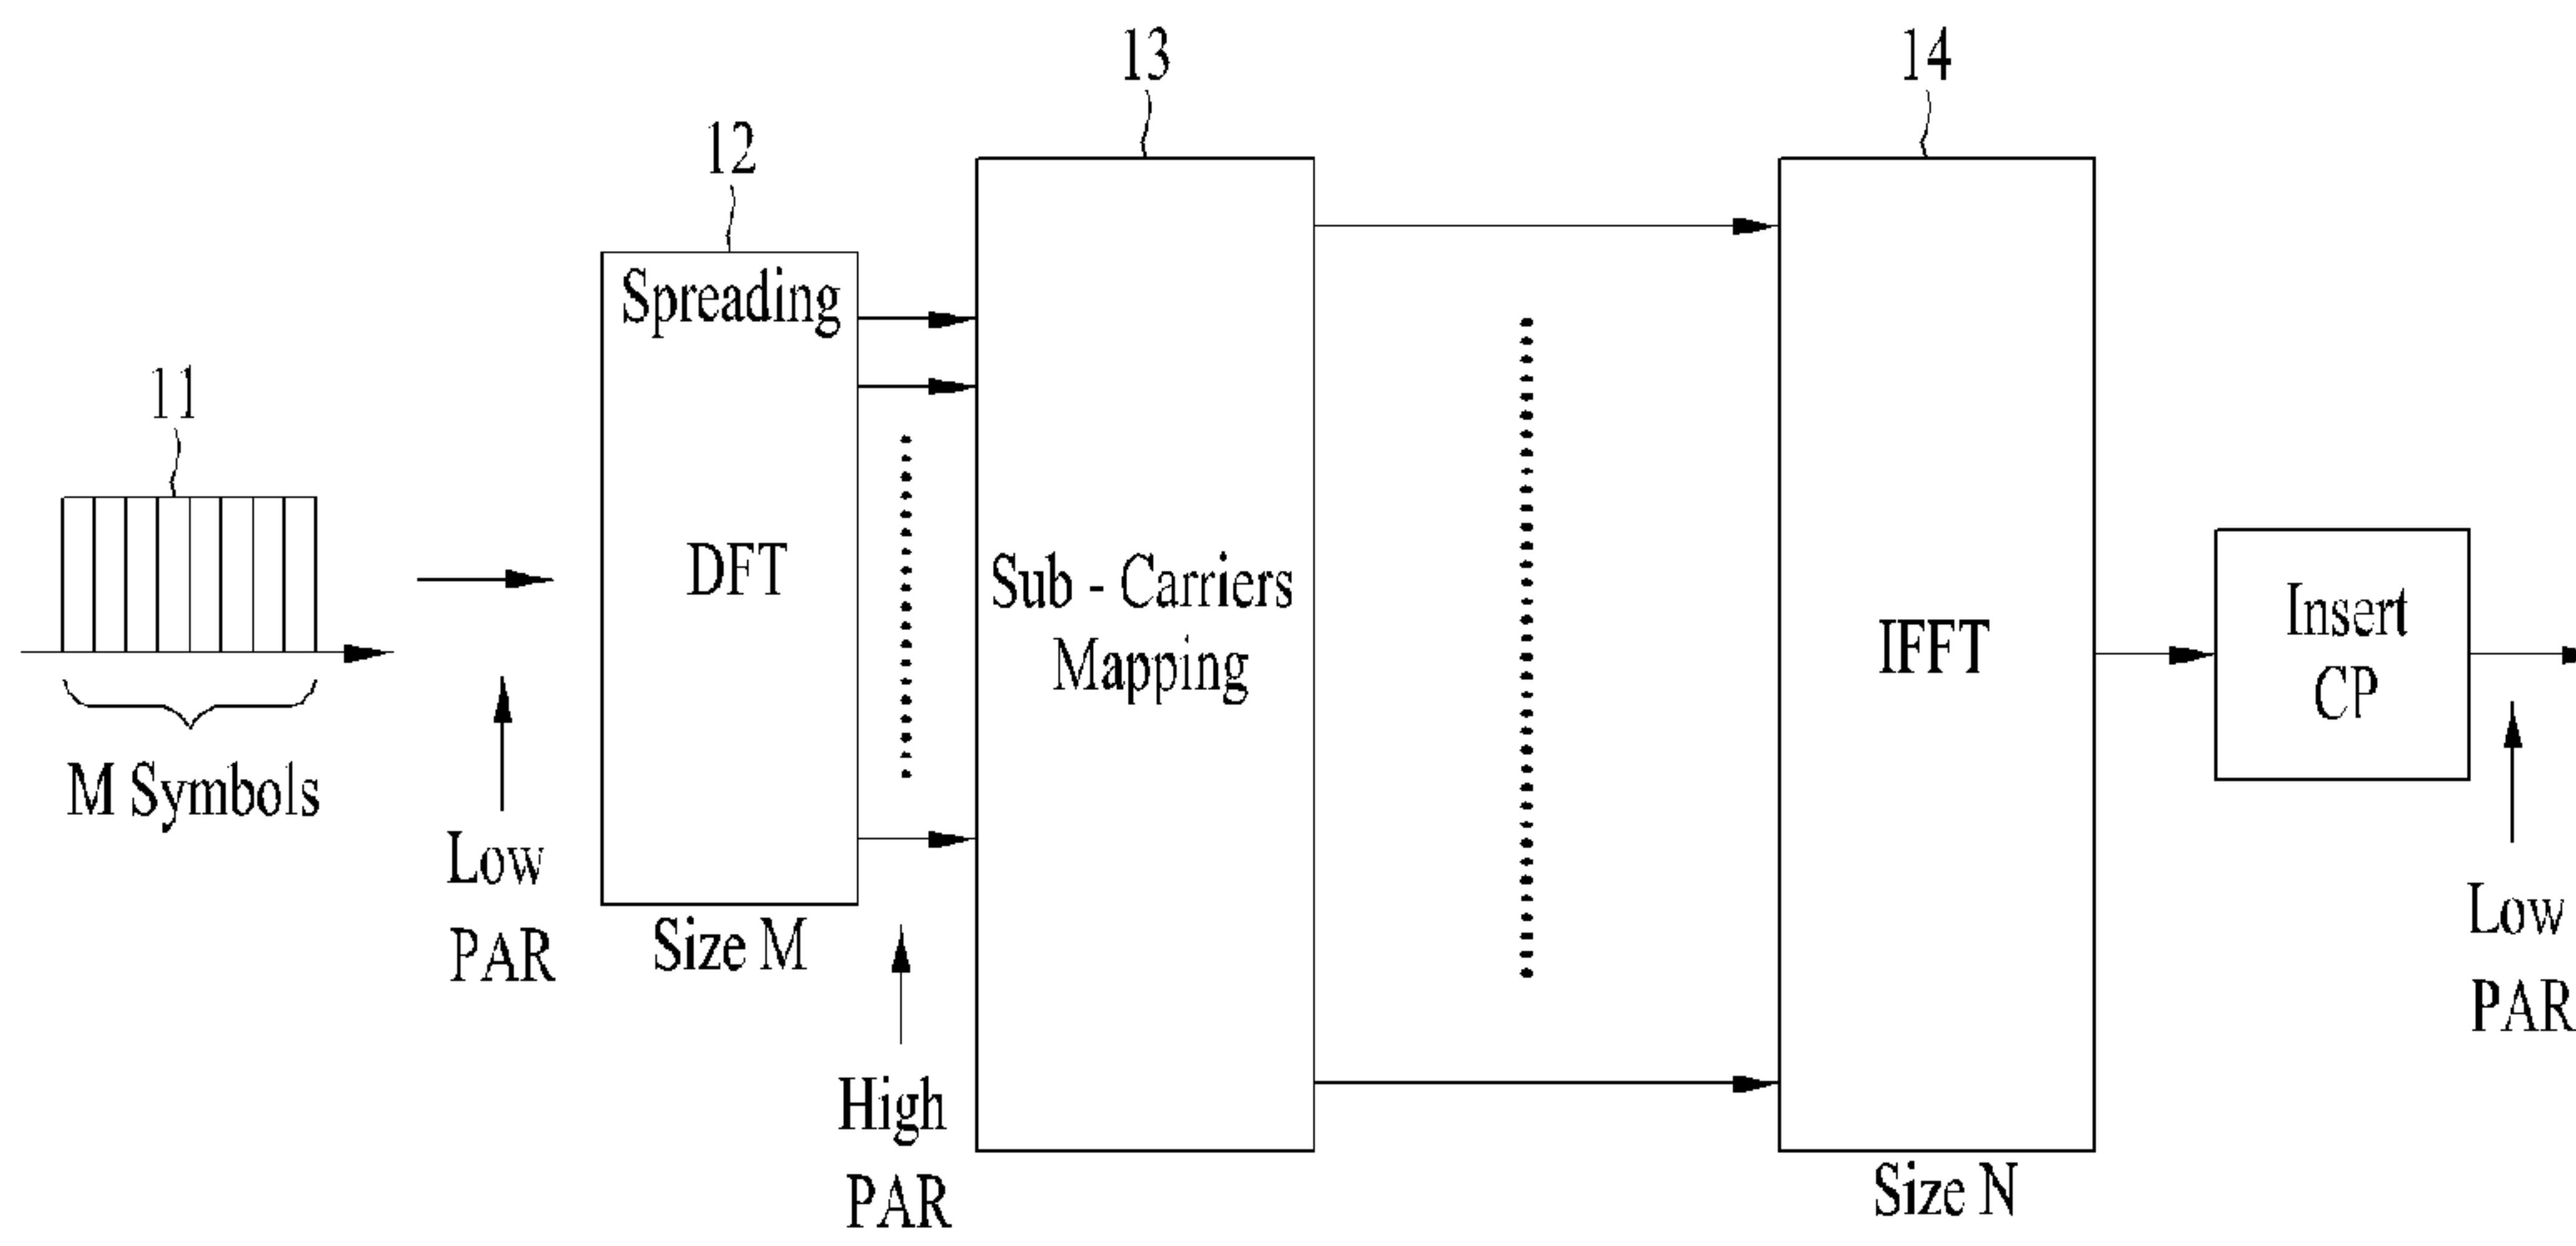 13
14
12
11
Spreading
DFT
Sub - Carriers
Mapping
IFFT
Insert
CP
M Symbols
Low
PAR
Size M
High
PAR
Size N
Low
PAR